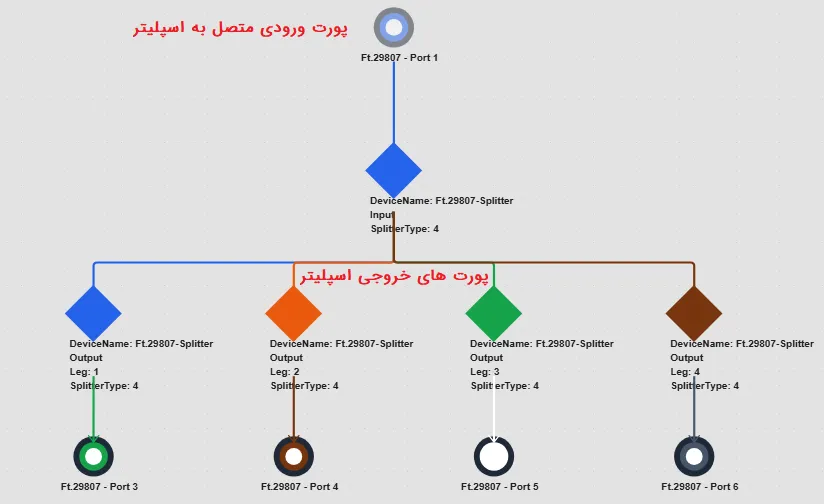 پورت ورودی متصل به اسپلیتر
Ft.29807 - Port 1
DeviceName: Ft.29807-Splitter
Input
SplitterType: 4
پورت های خروجی اسپلیتر
DeviceName: Ft.29807-Splitter
Output
Leg: 1
SplitterType: 4
DeviceName: Ft.29807-Splitter
Output
Leg: 2
SplitterType: 4
DeviceName: Ft.29807-Splitter
Output
Leg: 3
SplitterType: 4
DeviceName: Ft.29807-Splitter
Output
Leg: 4
SplitterType: 4
Ft.29807 - Port 3
Ft.29807 - Port 4
Ft.29807 - Port 5
Ft.29807 - Port 6